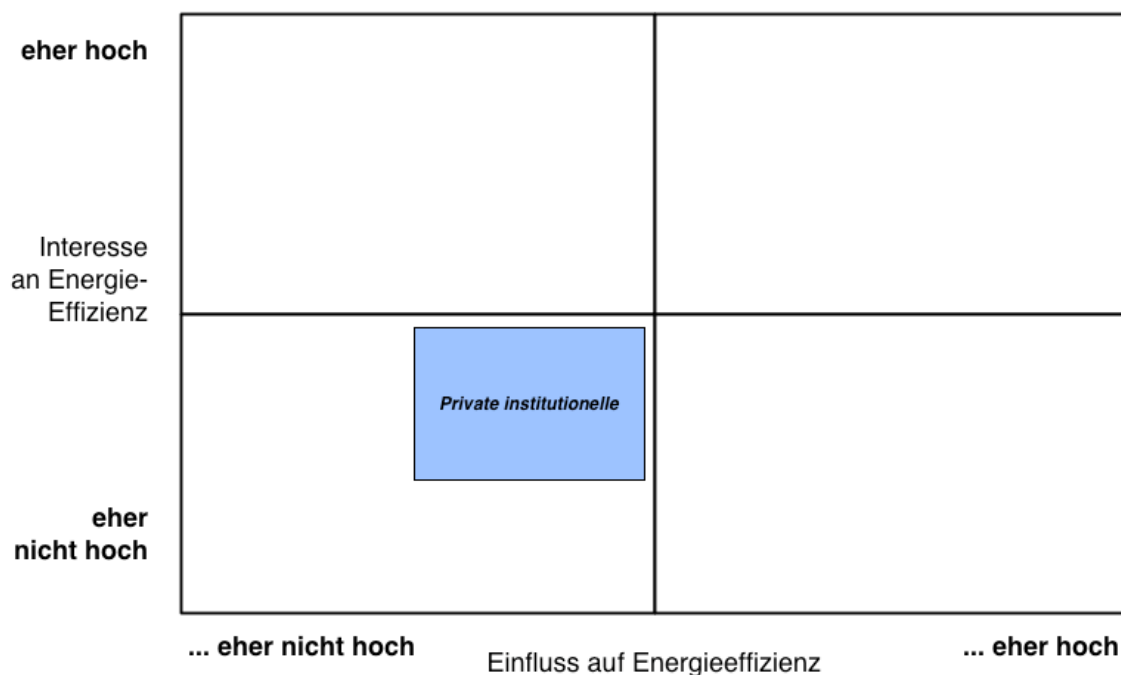 eher hoch
Interesse
an Energie-
Effizienz
Private institutionelle
eher
nicht hoch
... eher nicht hoch
Einfluss auf Energieeffizienz
... eher hoch